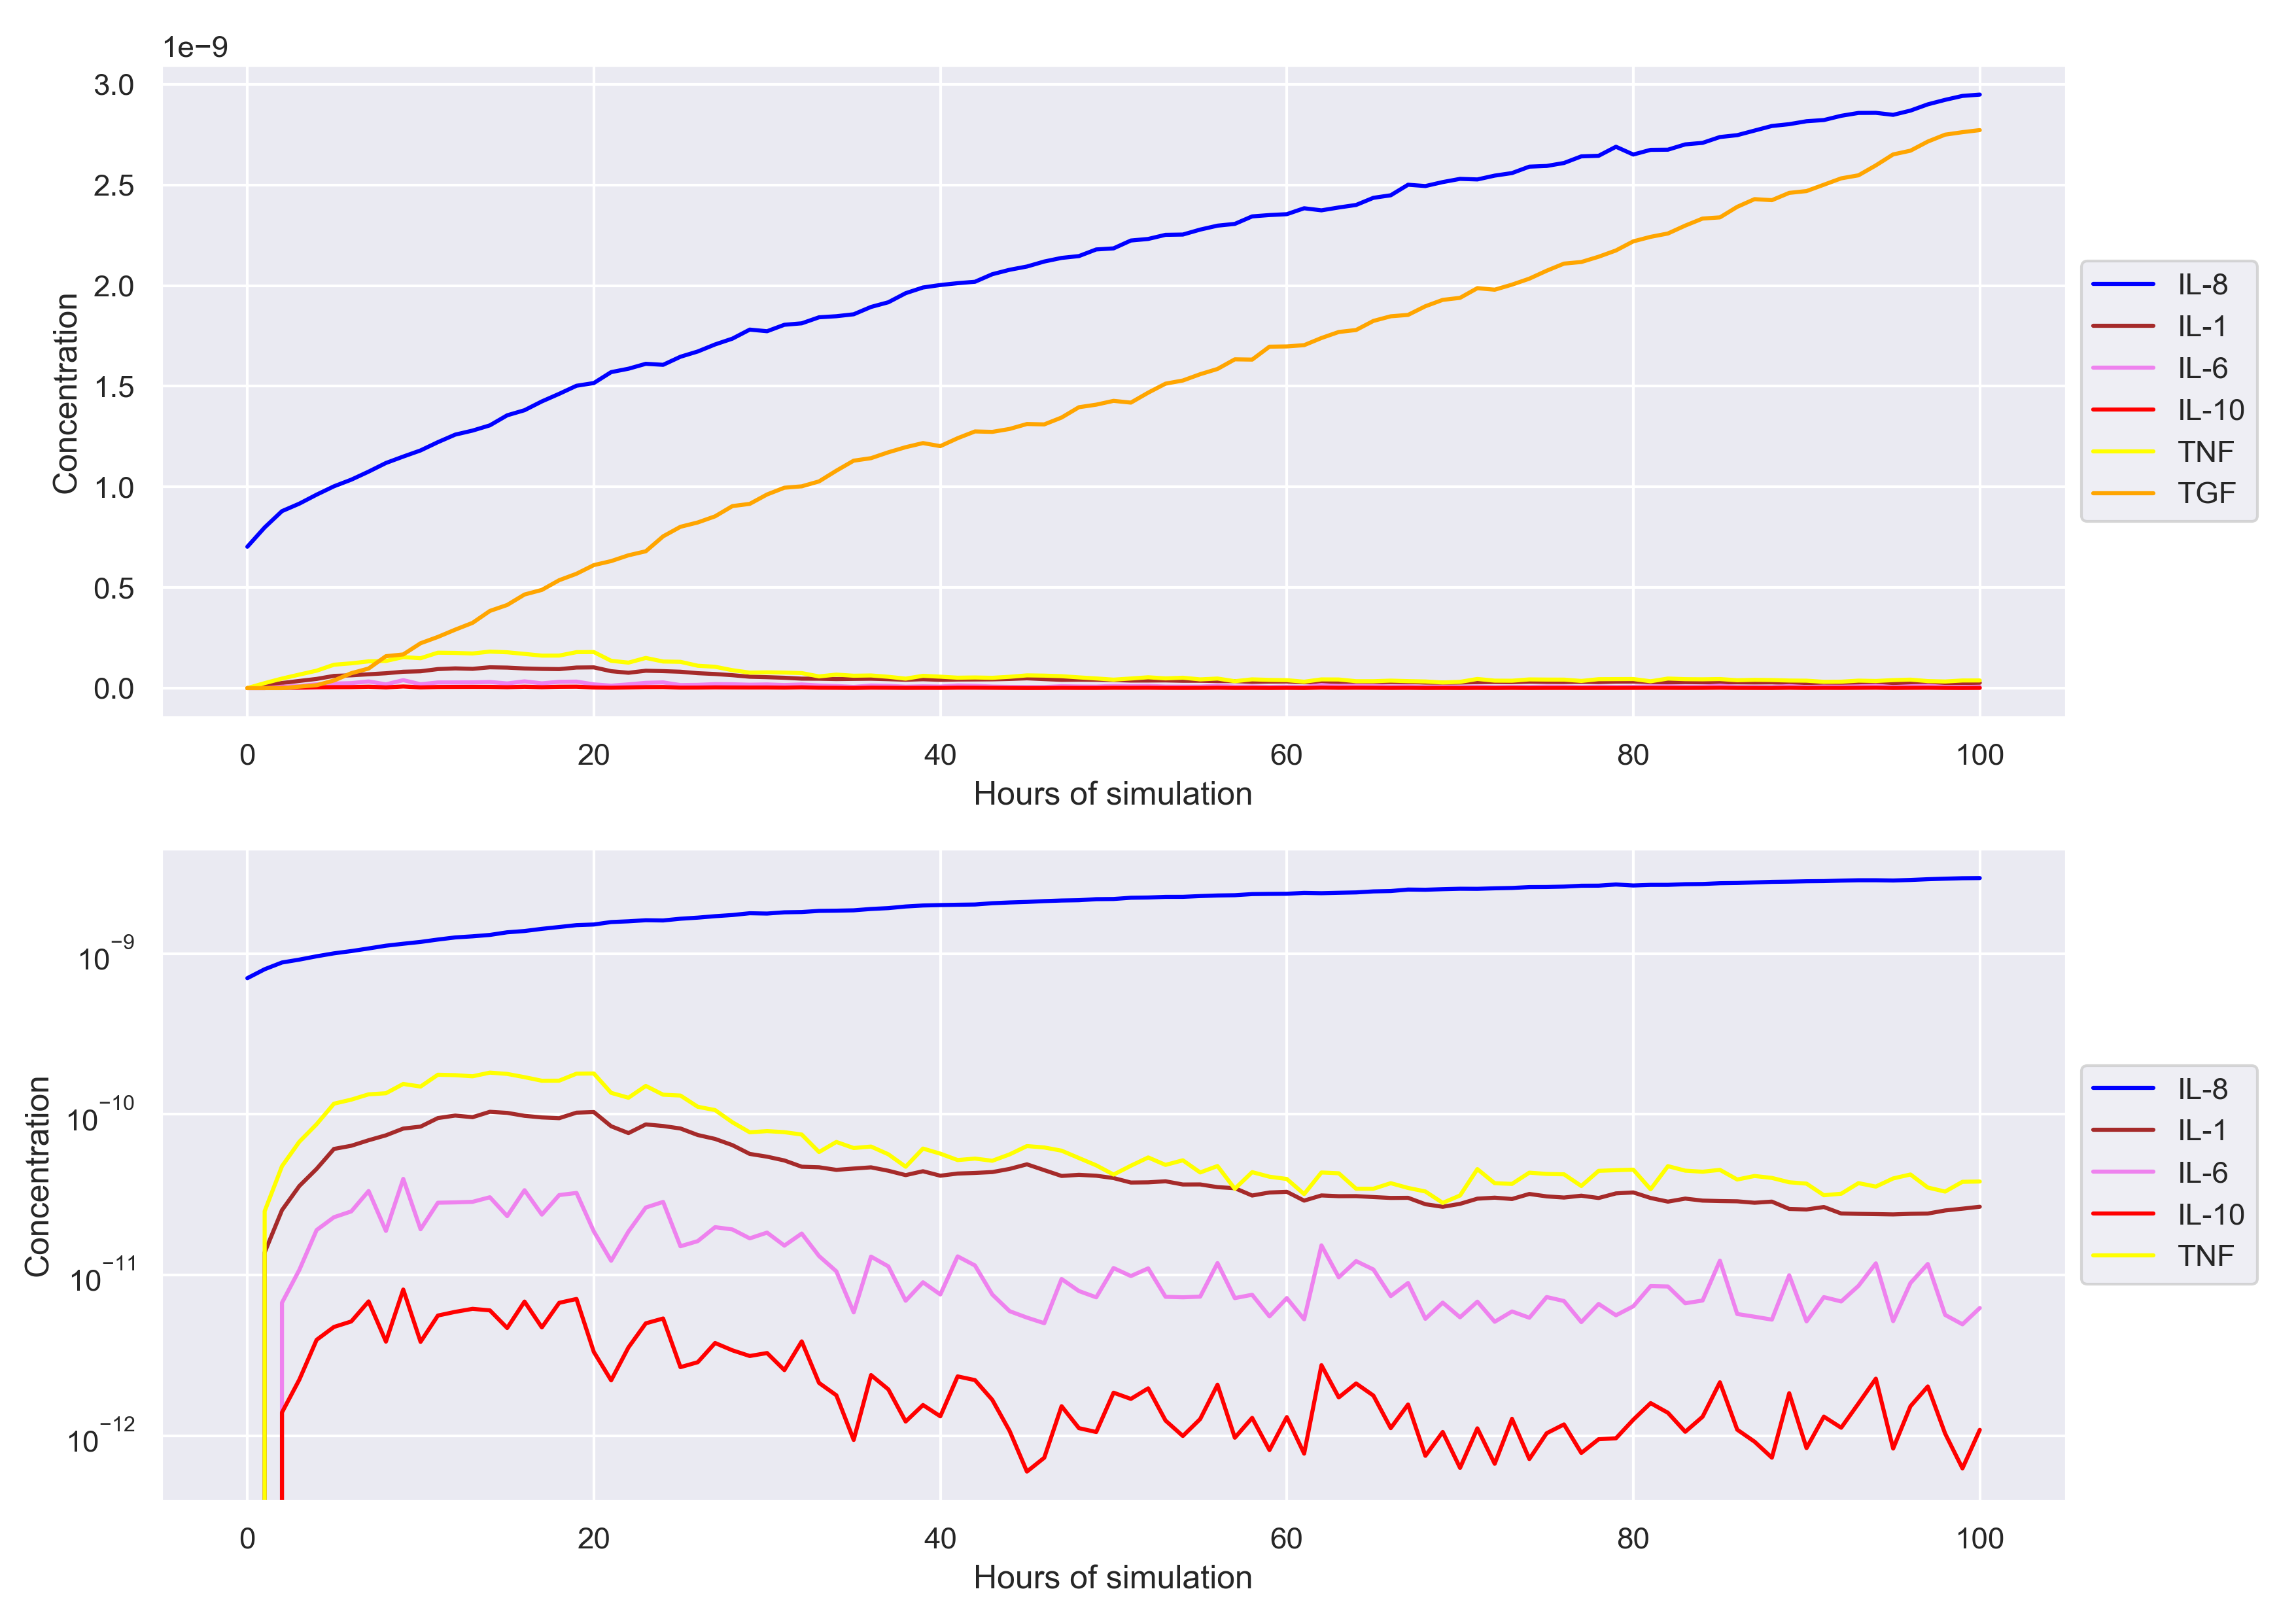 1e−9
3.0
2.5
2.0
1.5
1.0
0.5
0.0
Concentration
0 20 40 60 80 100
Hours of simulation
IL-8
IL-1
IL-6
IL-10
TNF
TGF
10⁻⁹
10⁻¹⁰
10⁻¹¹
10⁻¹²
Concentration
0 20 40 60 80 100
Hours of simulation
IL-8
IL-1
IL-6
IL-10
TNF